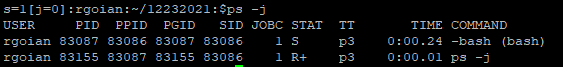 s=1[j=0]:rgoian:~/12232021:$ps -j
USER       PID  PPID  PGID   SID JOBC STAT  TT        TIME COMMAND
rgoian   83087 83086 83087 83086    1 S     p3     0:00.24 -bash (bash)
rgoian   83155 83087 83155 83086    1 R+    p3     0:00.01 ps -j